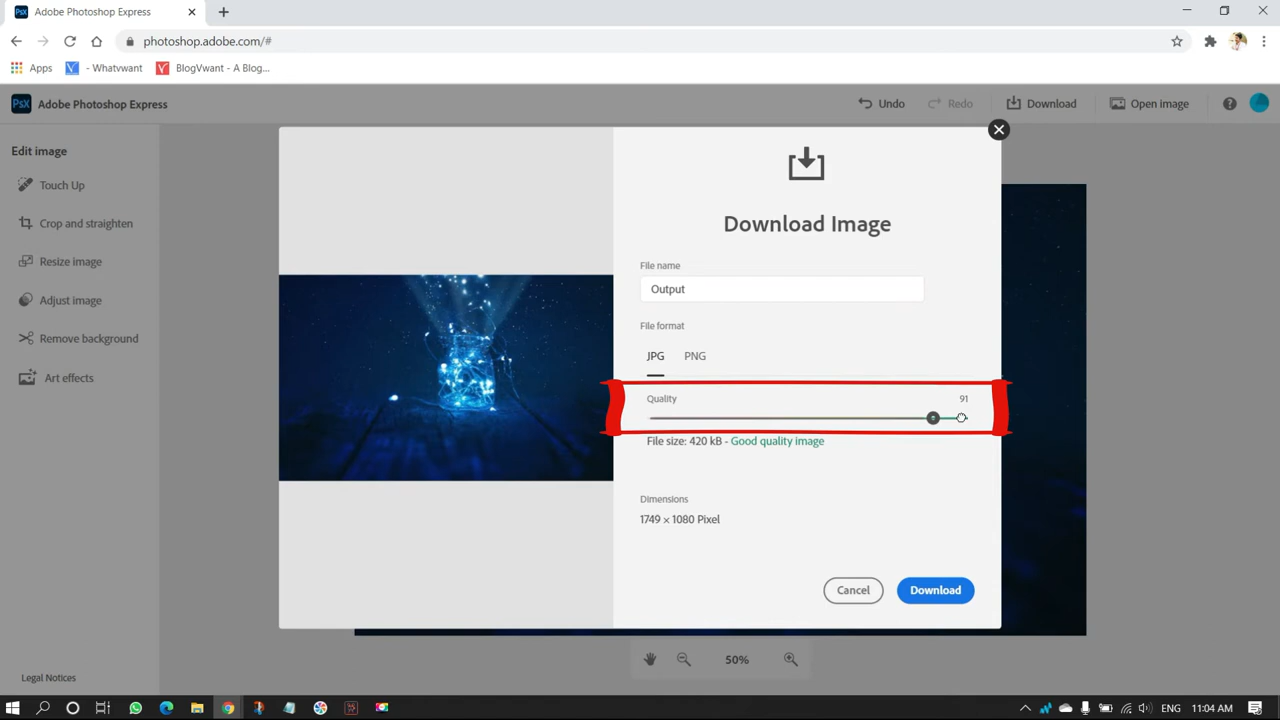 PsX Adobe Photoshop Express
photoshop.adobe.com/#
Apps - Whatvwant BlogVwant - A Blog...
PsX Adobe Photoshop Express
Undo Redo Download Open image
Edit image
Touch Up
Crop and straighten
Resize image
Adjust image
Remove background
Art effects
Legal Notices
Download Image
File name
Output
File format
JPG PNG
Quality 91
File size: 420 kB - Good quality image
Dimensions
1749 × 1080 Pixel
Cancel Download
50%
ENG 11:04 AM